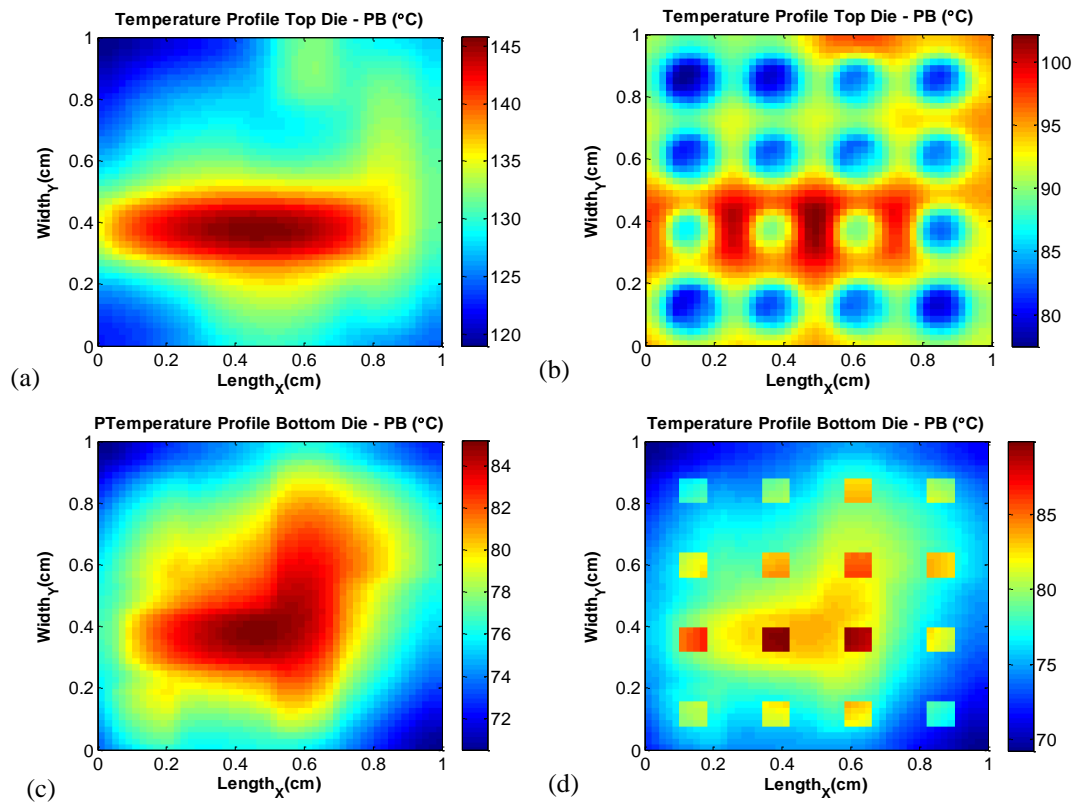 Temperature Profile Top Die - PB (°C)
1
0.8
0.6
0.4
0.2
0
0 0.2 0.4 0.6 0.8 1
Width_Y(cm)
Length_X(cm)
145
140
135
130
125
120
(a)
Temperature Profile Top Die - PB (°C)
1
0.8
0.6
0.4
0.2
0
0 0.2 0.4 0.6 0.8 1
Width_Y(cm)
Length_X(cm)
100
95
90
85
80
(b)
PTemperature Profile Bottom Die - PB (°C)
1
0.8
0.6
0.4
0.2
0
0 0.2 0.4 0.6 0.8 1
Width_Y(cm)
Length_X(cm)
84
82
80
78
76
74
72
(c)
Temperature Profile Bottom Die - PB (°C)
1
0.8
0.6
0.4
0.2
0
0 0.2 0.4 0.6 0.8 1
Width_Y(cm)
Length_X(cm)
85
80
75
70
(d)